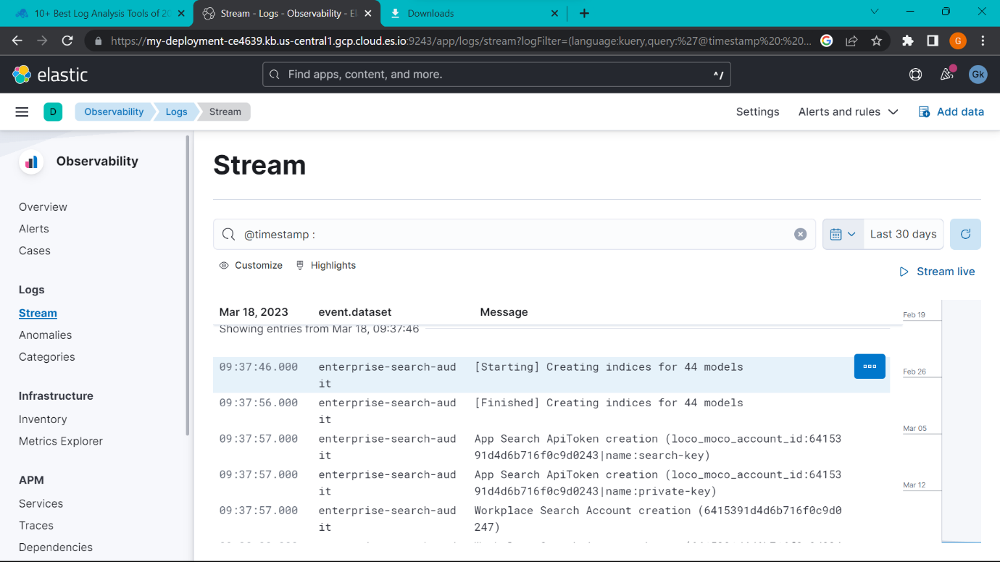 10+ Best Log Analysis Tools of 20
Stream - Logs - Observability - El
Downloads
https://my-deployment-ce4639.kb.us-central1.gcp.cloud.es.io:9243/app/logs/stream?logFilter=(language:kuery,query:%27@timestamp%20:%20...
G
elastic
Find apps, content, and more.
^/
Gk
D
Observability
Logs
Stream
Settings
Alerts and rules
Add data
Observability
Overview
Alerts
Cases
Logs
Stream
Anomalies
Categories
Infrastructure
Inventory
Metrics Explorer
APM
Services
Traces
Dependencies
Stream
@timestamp :
Last 30 days
Customize
Highlights
Stream live
Mar 18, 2023 event.dataset Message
Showing entries from Mar 18, 09:37:46
09:37:46.000 enterprise-search-aud [Starting] Creating indices for 44 models
it
09:37:56.000 enterprise-search-aud [Finished] Creating indices for 44 models
it
09:37:57.000 enterprise-search-aud App Search ApiToken creation (loco_moco_account_id:64153
it 91d4d6b716f0c9d0243|name:search-key)
09:37:57.000 enterprise-search-aud App Search ApiToken creation (loco_moco_account_id:64153
it 91d4d6b716f0c9d0243|name:private-key)
09:37:57.000 enterprise-search-aud Workplace Search Account creation (6415391d4d6b716f0c9d0
it 247)
Feb 19
Feb 26
Mar 05
Mar 12